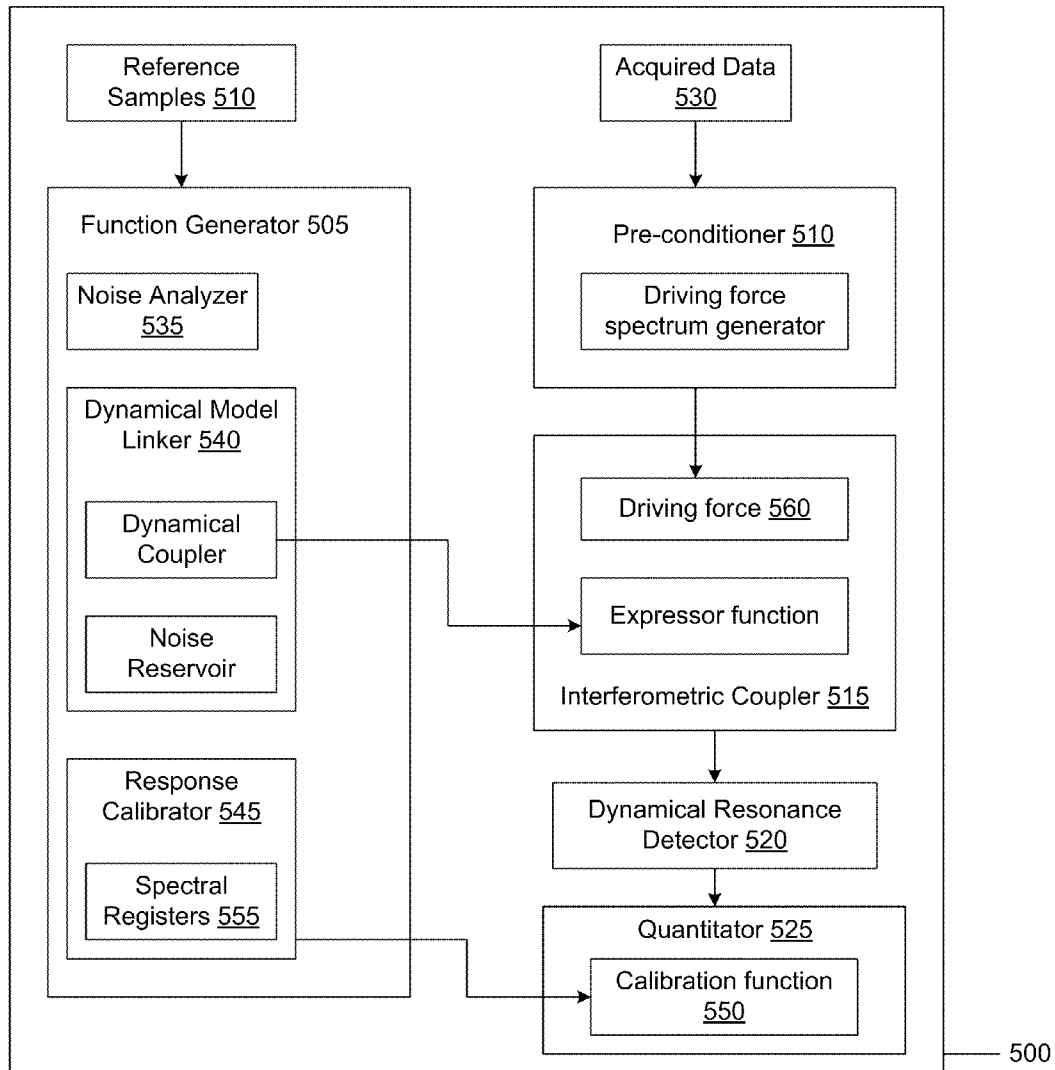 Reference
Samples 510
Function Generator 505
Noise Analyzer
535
Dynamical Model
Linker 540
Dynamical
Coupler
Noise
Reservoir
Response
Calibrator 545
Spectral
Registers 555
Acquired Data
530
Pre-conditioner 510
Driving force
spectrum generator
Driving force 560
Expressor function
Interferometric Coupler 515
Dynamical Resonance
Detector 520
Quantitator 525
Calibration function
550
500